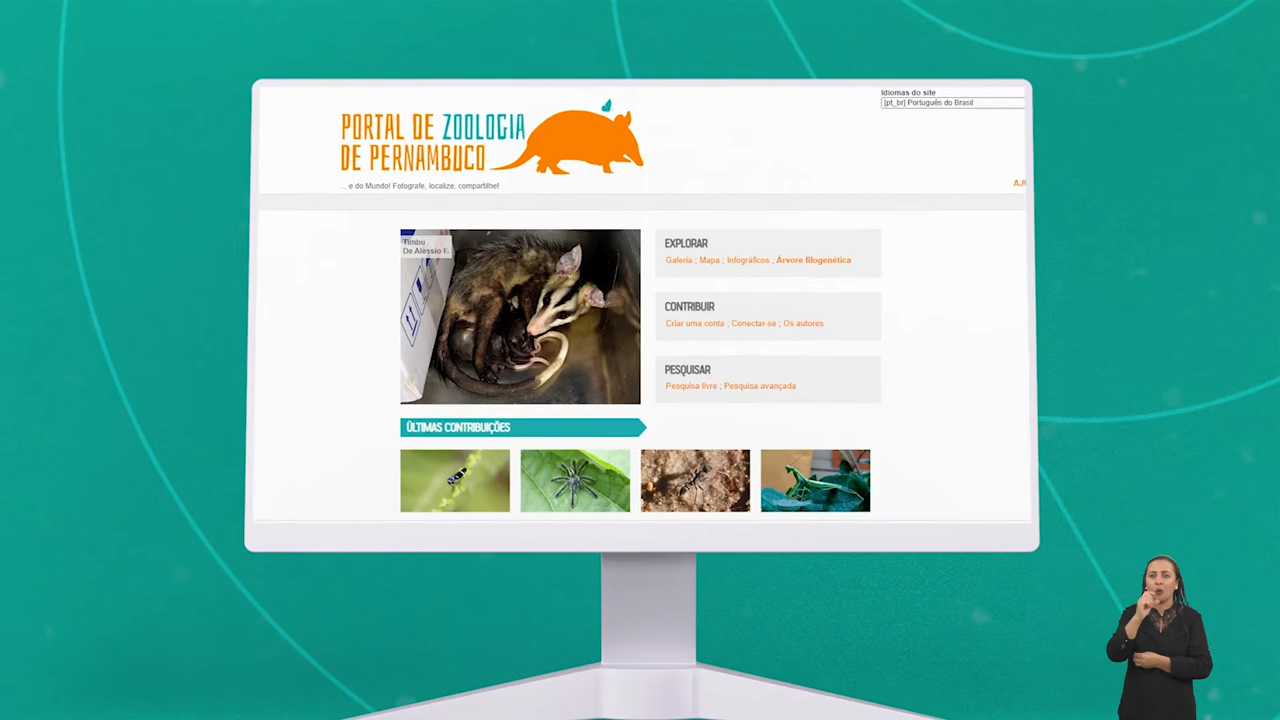 Idiomas do site
[pt_br] Português do Brasil
PORTAL DE ZOOLOGIA
DE PERNAMBUCO
... e do Mundo! Fotografe, localize, compartilhe!
Timbu
De Aléssio F.
EXPLORAR
Galeria ; Mapa ; Infográficos ; Árvore filogenética
CONTRIBUIR
Criar uma conta ; Conectar-se ; Os autores
PESQUISAR
Pesquisa livre ; Pesquisa avançada
ÚLTIMAS CONTRIBUIÇÕES